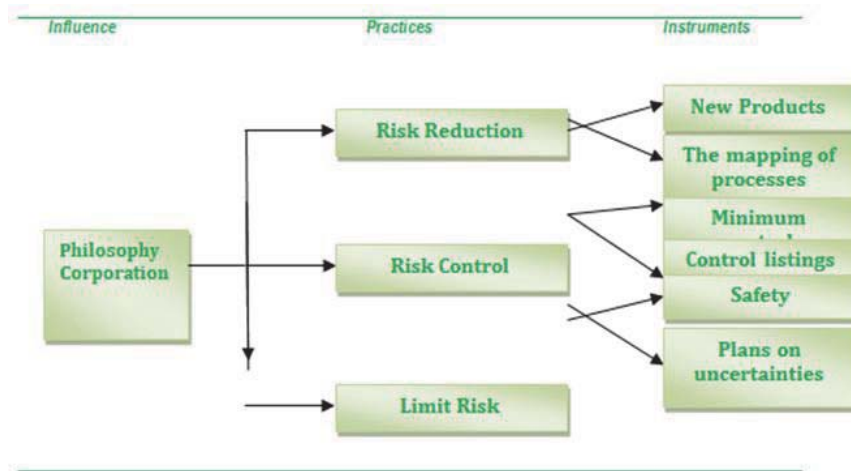 Influence Practices Instruments
New Products
Risk Reduction
The mapping of
processes
Minimum
Philosophy
Corporation
Risk Control
Control listings
Safety
Plans on
uncertainties
Limit Risk